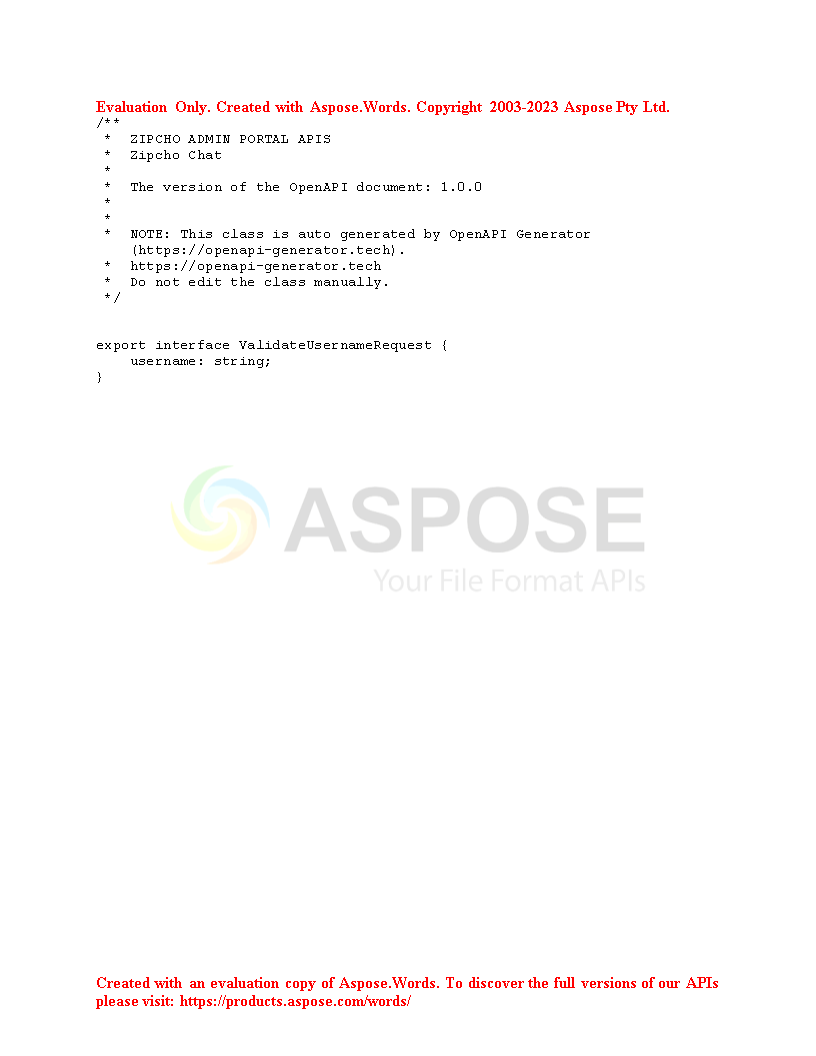 Evaluation Only. Created with Aspose.Words. Copyright 2003-2023 Aspose Pty Ltd.
/**
 * ZIPCHO ADMIN PORTAL APIS
 * Zipcho Chat
 *
 * The version of the OpenAPI document: 1.0.0
 *
 *
 * NOTE: This class is auto generated by OpenAPI Generator
   (https://openapi-generator.tech).
 * https://openapi-generator.tech
 * Do not edit the class manually.
 */
export interface ValidateUsernameRequest {
    username: string;
}
ASPOSE
Your File Format APIs
Created with an evaluation copy of Aspose.Words. To discover the full versions of our APIs
please visit: https://products.aspose.com/words/